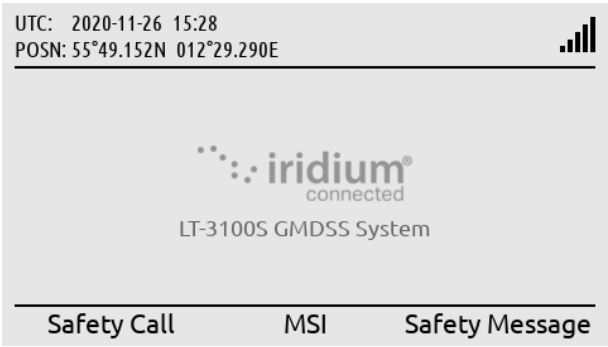 UTC: 2020-11-26 15:28
POSN: 55°49.152N 012°29.290E
iridium®
connected
LT-3100S GMDSS System
Safety Call MSI Safety Message